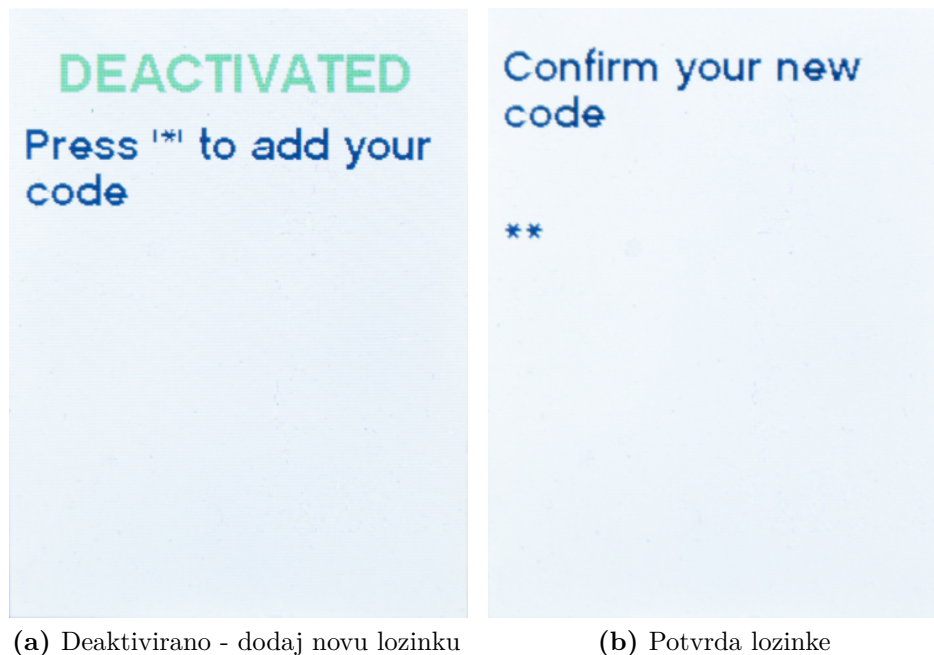 DEACTIVATED
Press '*' to add your
code
Confirm your new
code
**
(a) Deaktivirano - dodaj novu lozinku
(b) Potvrda lozinke